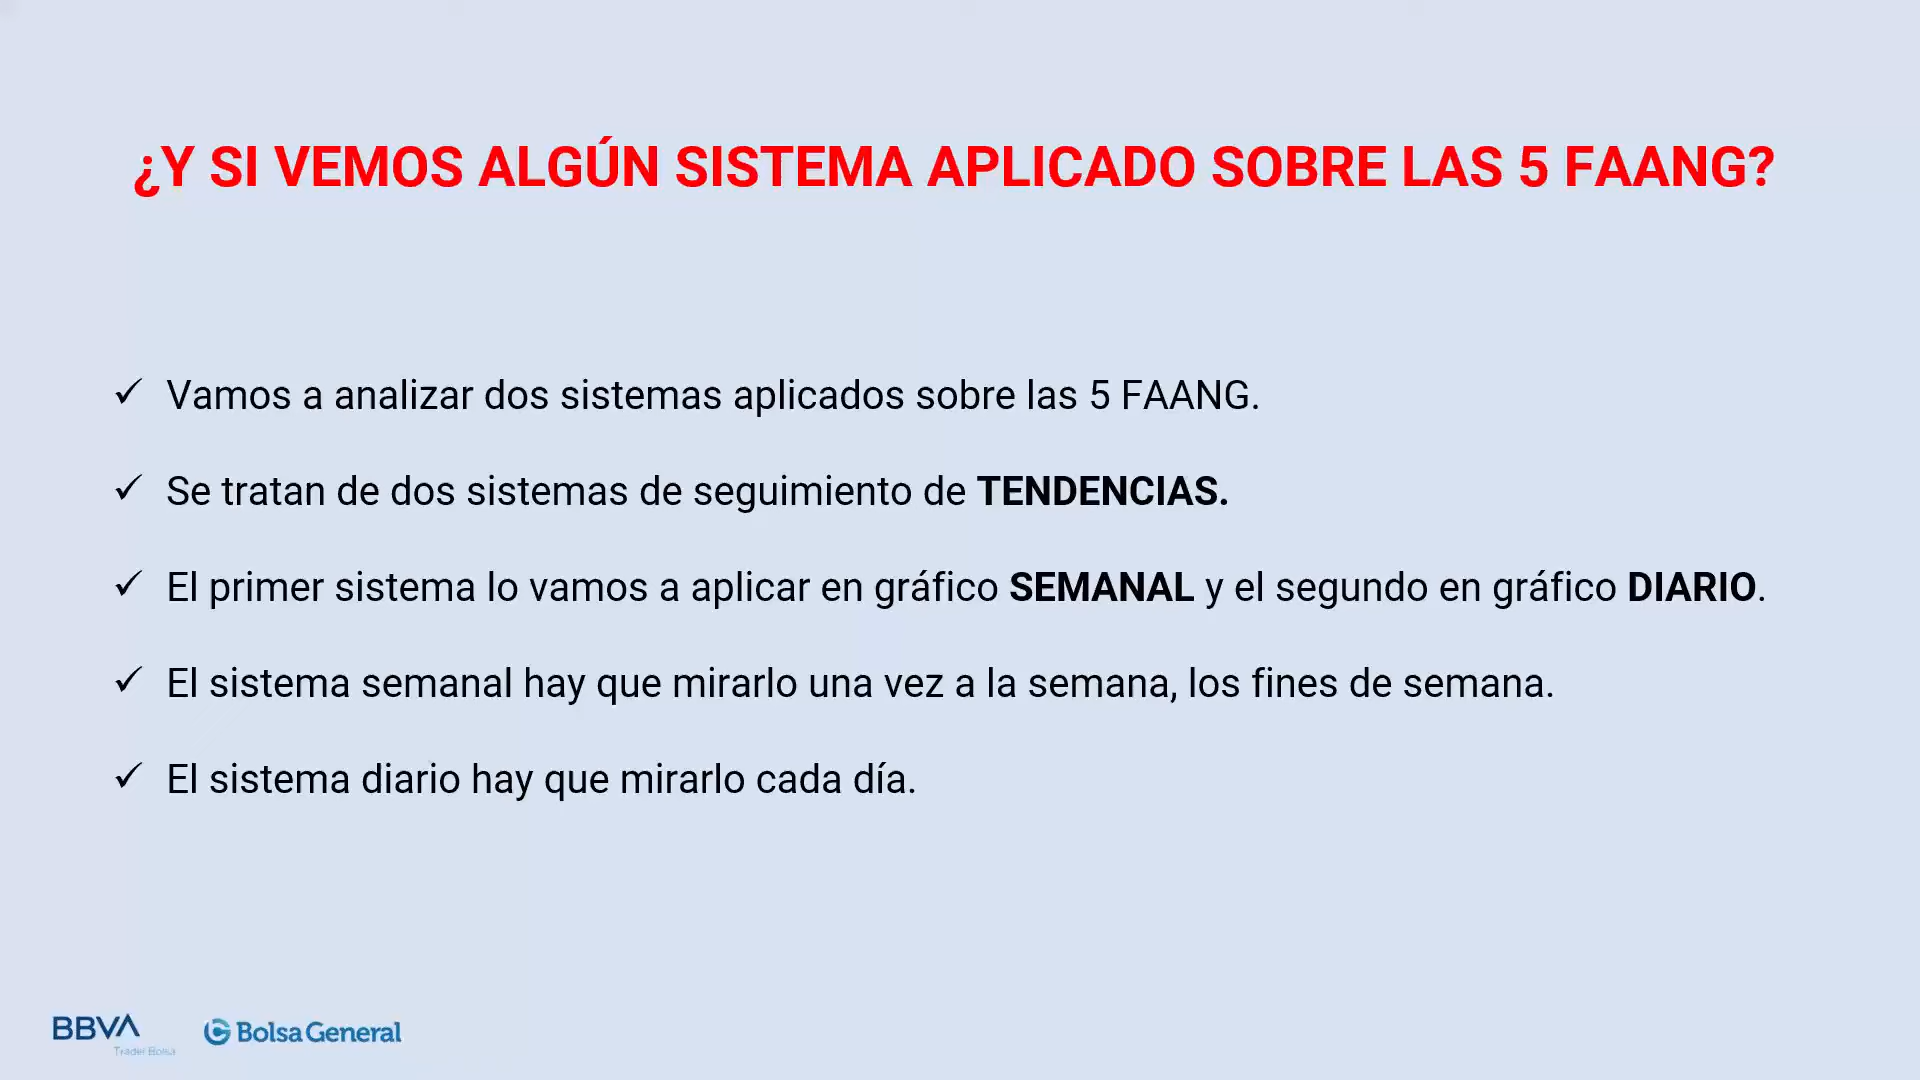 ¿Y SI VEMOS ALGÚN SISTEMA APLICADO SOBRE LAS 5 FAANG?
✓ Vamos a analizar dos sistemas aplicados sobre las 5 FAANG.
✓ Se tratan de dos sistemas de seguimiento de TENDENCIAS.
✓ El primer sistema lo vamos a aplicar en gráfico SEMANAL y el segundo en gráfico DIARIO.
✓ El sistema semanal hay que mirarlo una vez a la semana, los fines de semana.
✓ El sistema diario hay que mirarlo cada día.
BBVA
Trader Bolsa
Bolsa General